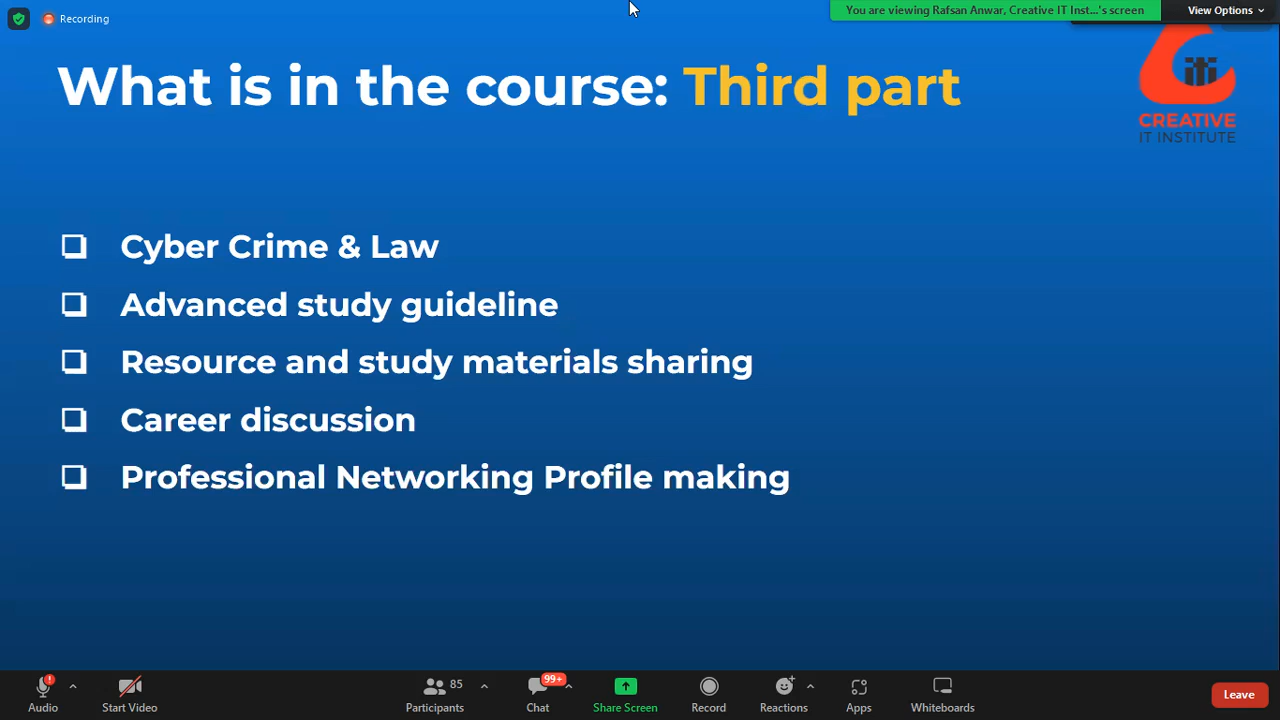 Recording
You are viewing Rafsan Anwar, Creative IT Inst...'s screen
View Options
What is in the course: Third part
CREATIVE
IT INSTITUTE
❑ Cyber Crime & Law
❑ Advanced study guideline
❑ Resource and study materials sharing
❑ Career discussion
❑ Professional Networking Profile making
85
99+
Audio
Start Video
Participants
Chat
Share Screen
Record
Reactions
Apps
Whiteboards
Leave